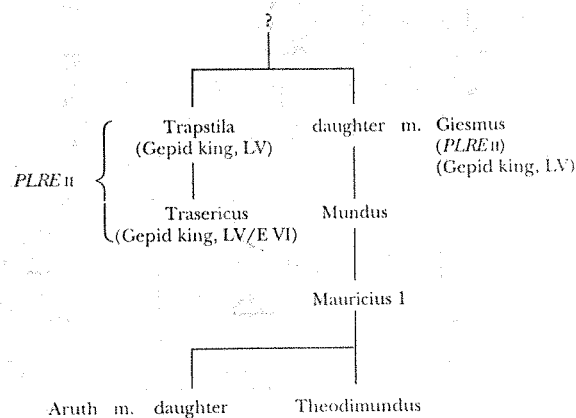 ?
Trapstila daughter m. Giesmus
(Gepid king, LV) (PLRE II)
(Gepid king, LV)
PLRE II
Trasericus Mundus
(Gepid king, LV/E VI)
Mauricius 1
Aruth m. daughter Theodimundus